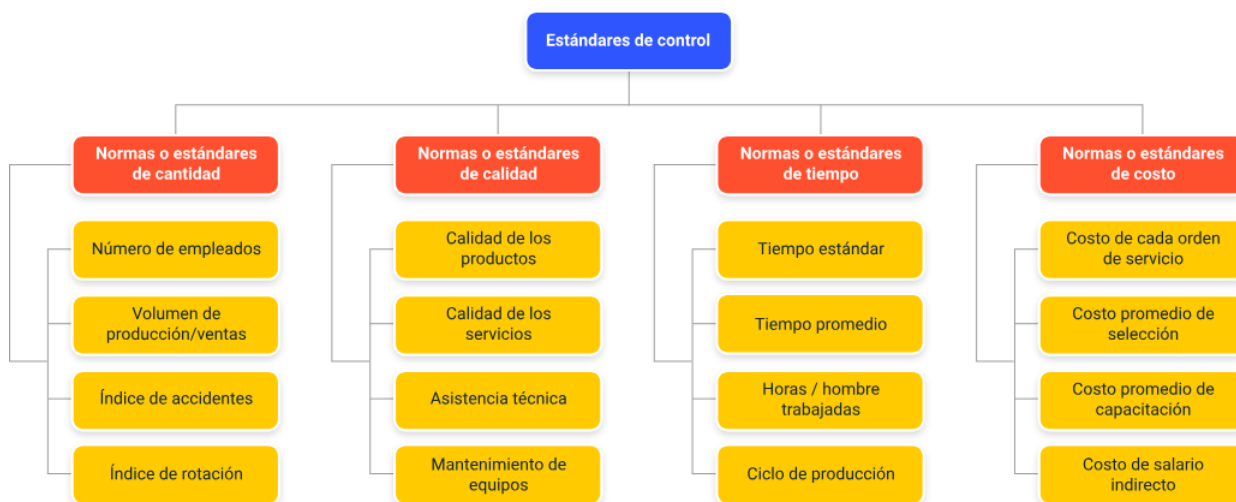 Estándares de control
Normas o estándares
de cantidad
Número de empleados
Volumen de
producción/ventas
Índice de accidentes
Índice de rotación
Normas o estándares
de calidad
Calidad de los
productos
Calidad de los
servicios
Asistencia técnica
Mantenimiento de
equipos
Normas o estándares
de tiempo
Tiempo estándar
Tiempo promedio
Horas / hombre
trabajadas
Ciclo de producción
Normas o estándares
de costo
Costo de cada orden
de servicio
Costo promedio de
selección
Costo promedio de
capacitación
Costo de salario
indirecto